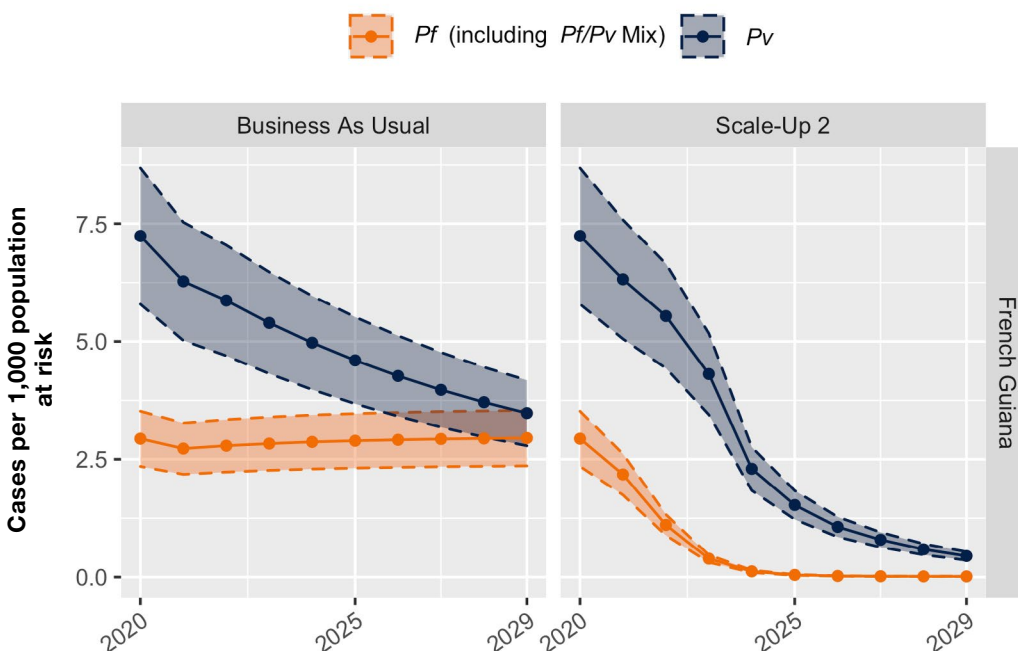 Pf (including Pf/Pv Mix) Pv
Business As Usual
Scale-Up 2
Cases per 1,000 population
at risk
7.5
5.0
2.5
0.0
French Guiana
2020
2025
2029
2020
2025
2029